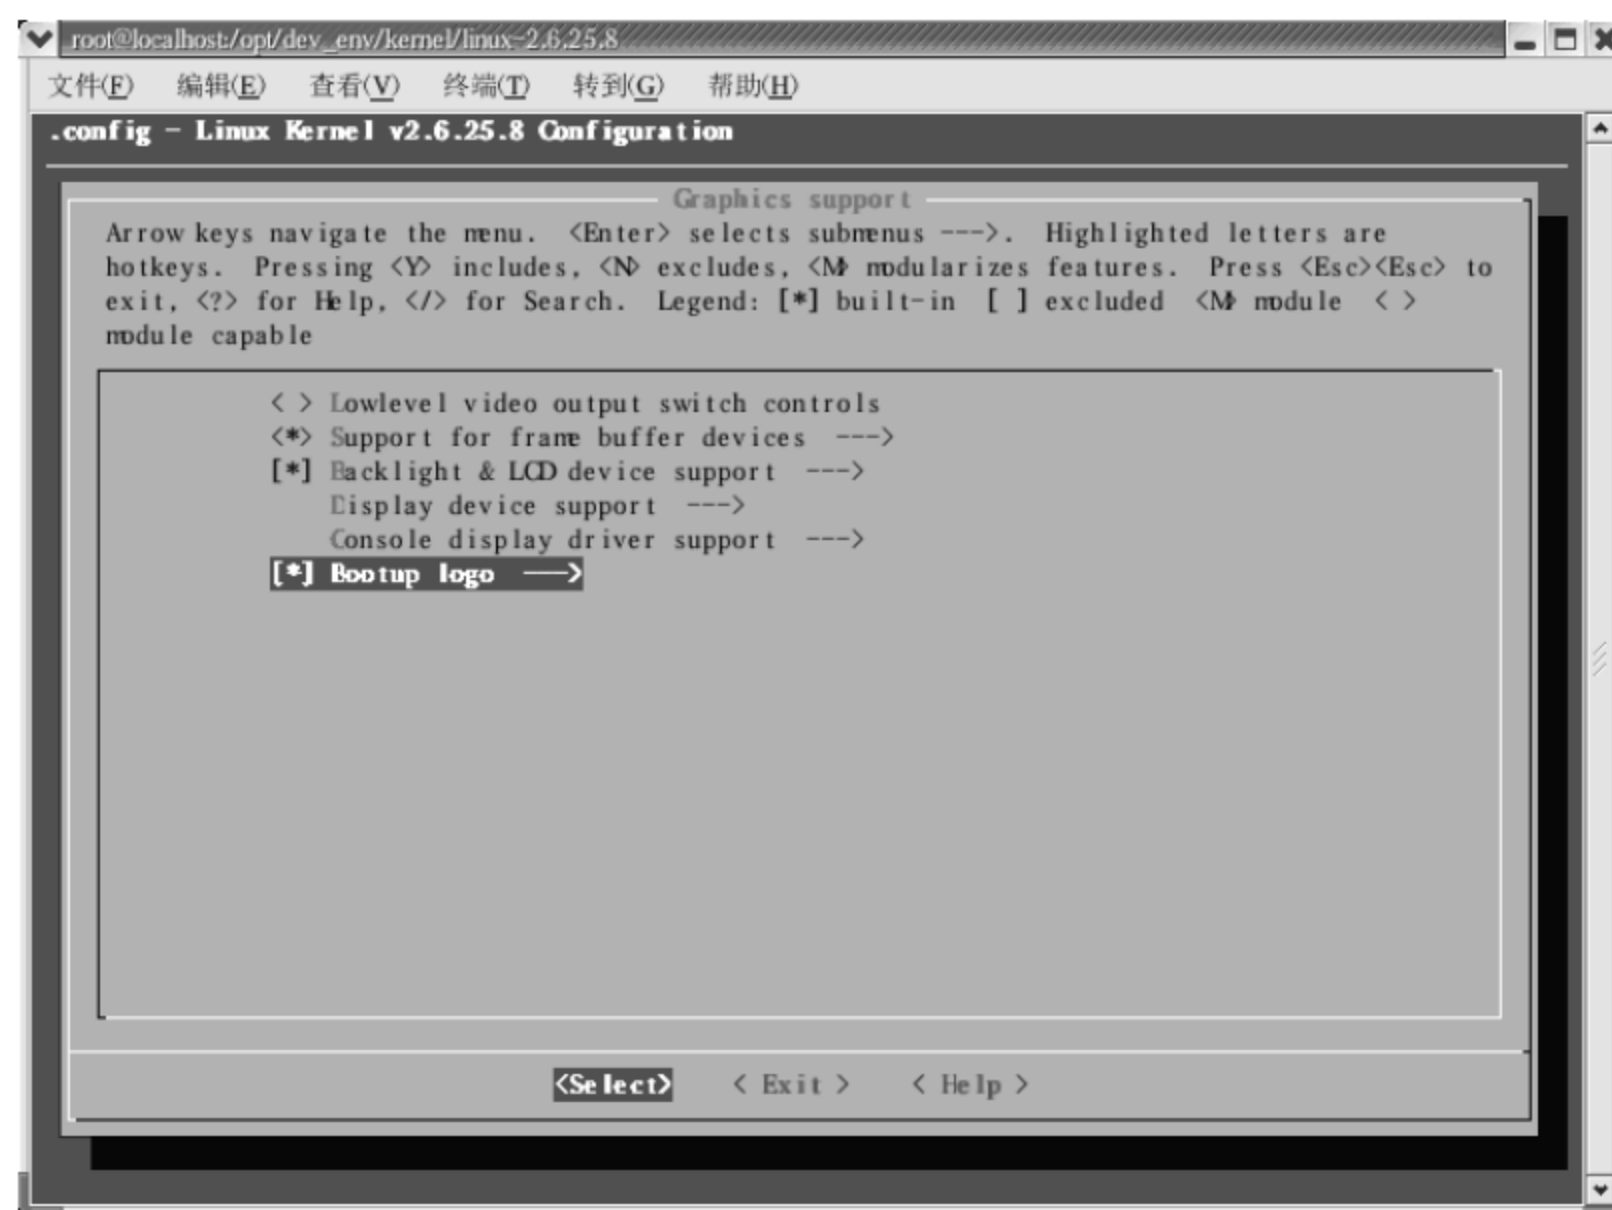 root@localhost:/opt/dev_env/kernel/linux-2.6.25.8
文件(F) 编辑(E) 查看(V) 终端(T) 转到(G) 帮助(H)
.config - Linux Kernel v2.6.25.8 Configuration
Graphics support
Arrow keys navigate the menu. <Enter> selects submenus --->. Highlighted letters are
hotkeys. Pressing <Y> includes, <N> excludes, <M> modularizes features. Press <Esc><Esc> to
exit, <?> for Help, </> for Search. Legend: [*] built-in [ ] excluded <M> module < >
module capable
< > Lowlevel video output switch controls
<*> Support for frame buffer devices --->
[*] Backlight & LCD device support --->
Display device support --->
Console display driver support --->
[*] Bootup logo --->
<Select> < Exit > < Help >